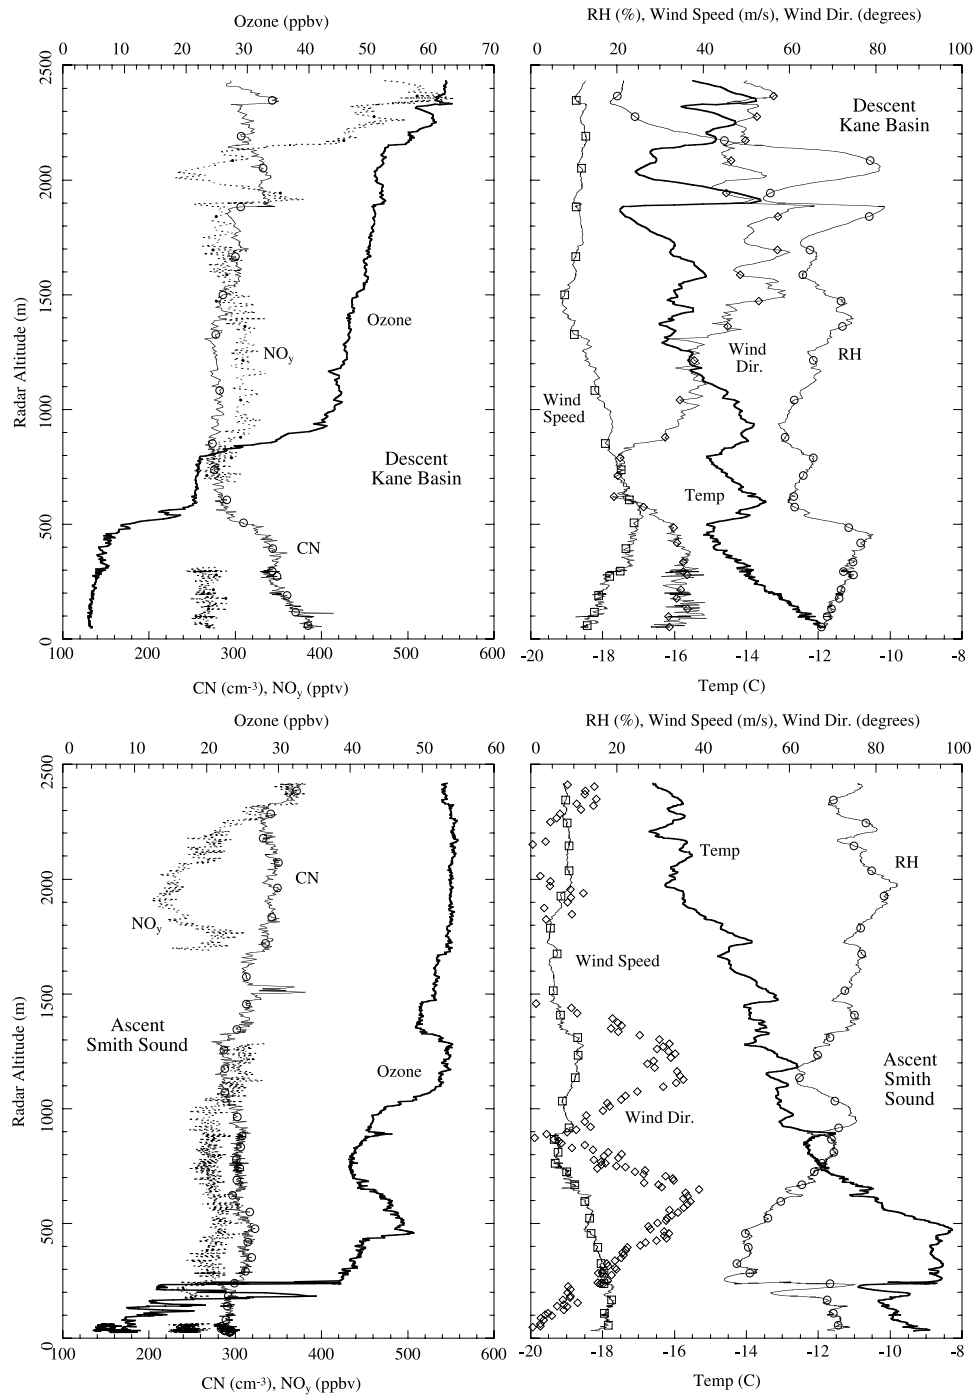 Ozone (ppbv)
0 10 20 30 40 50 60 70
2500
2000
1500
1000
500
0
Radar Altitude (m)
Ozone
NOy
Descent
Kane Basin
CN
100 200 300 400 500 600
CN (cm-3), NOy (pptv)
RH (%), Wind Speed (m/s), Wind Dir. (degrees)
0 20 40 60 80 100
Descent
Kane Basin
Wind
Dir.
RH
Wind
Speed
Temp
-20 -18 -16 -14 -12 -10 -8
Temp (C)
Ozone (ppbv)
0 10 20 30 40 50 60
2500
2000
1500
1000
500
0
Radar Altitude (m)
CN
NOy
Ascent
Smith Sound
Ozone
100 200 300 400 500 600
CN (cm-3), NOy (ppbv)
RH (%), Wind Speed (m/s), Wind Dir. (degrees)
0 20 40 60 80 100
Temp
RH
Wind Speed
Ascent
Smith
Sound
Wind Dir.
-20 -18 -16 -14 -12 -10 -8
Temp (C)